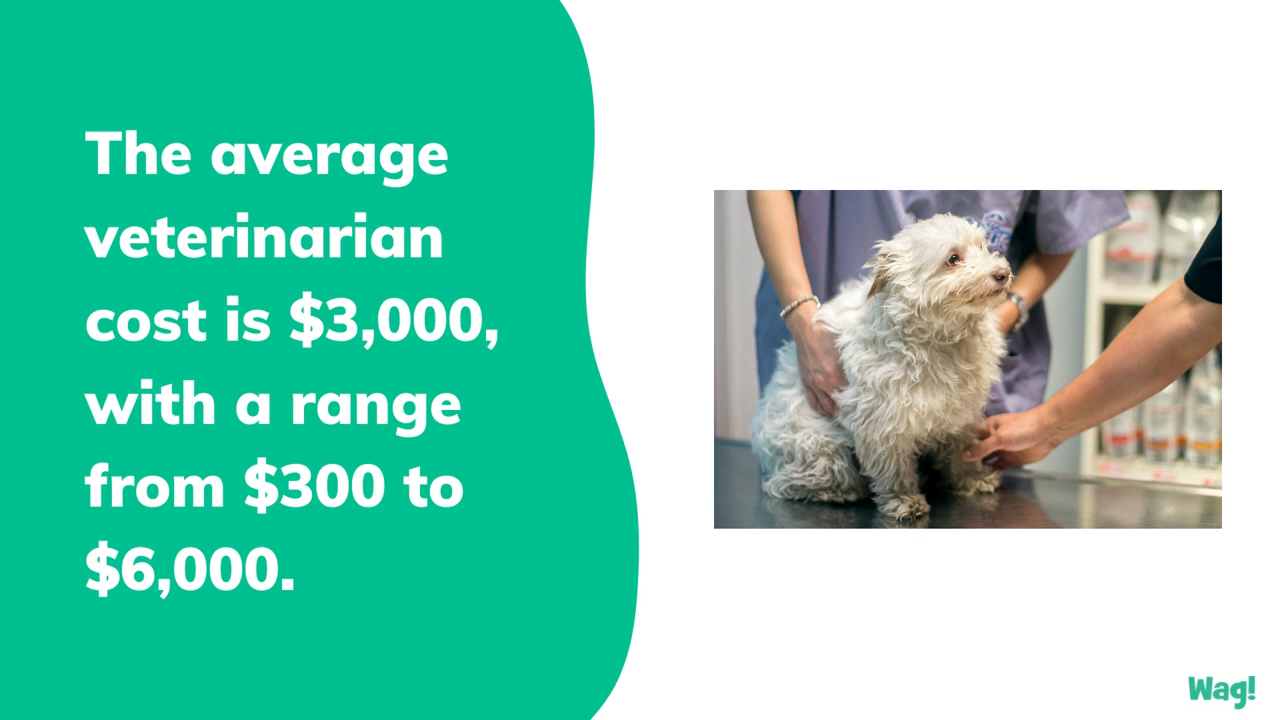 The average
veterinarian
cost is $3,000,
with a range
from $300 to
$6,000.
Wag!